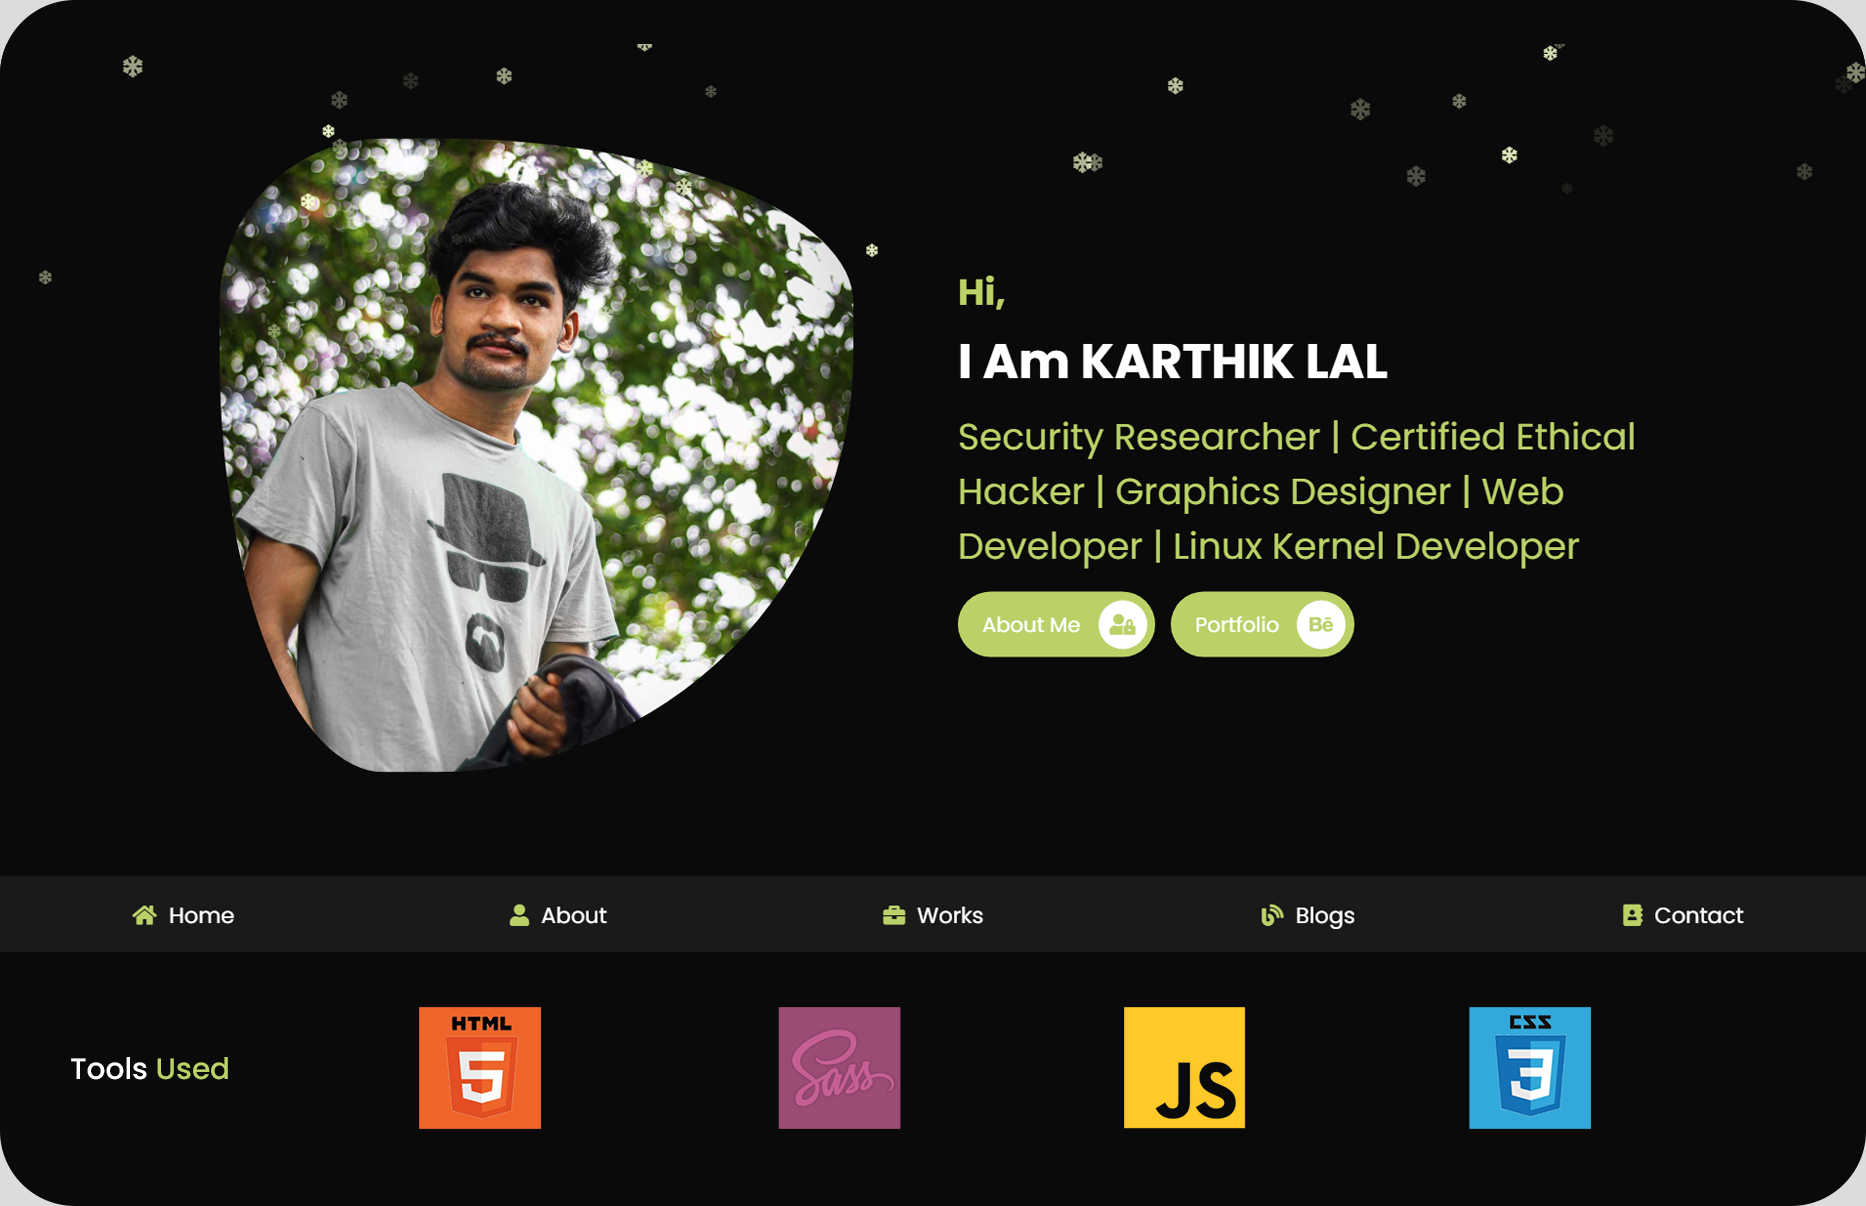 Hi,
I Am KARTHIK LAL
Security Researcher | Certified Ethical
Hacker | Graphics Designer | Web
Developer | Linux Kernel Developer
About Me
Portfolio Bē
Home
About
Works
Blogs
Contact
Tools Used
HTML
5
Sass
JS
CSS
3